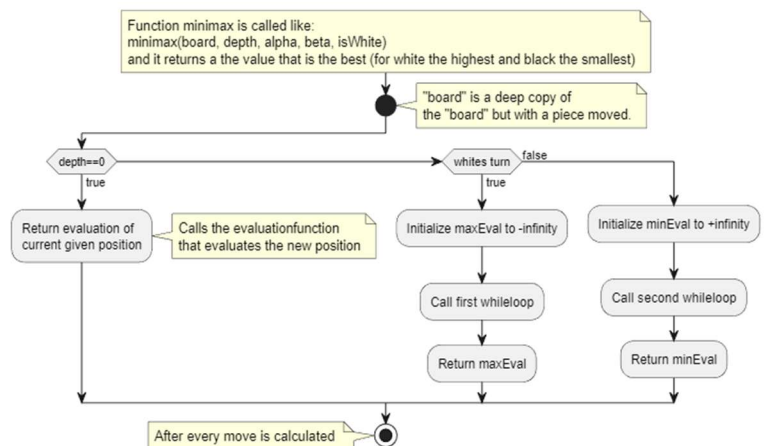 Function minimax is called like:
minimax(board, depth, alpha, beta, isWhite)
and it returns a the value that is the best (for white the highest and black the smallest)
"board" is a deep copy of
the "board" but with a piece moved.
depth==0
true
whites turn
false
true
Return evaluation of
current given position
Calls the evaluationfunction
that evaluates the new position
Initialize maxEval to -infinity
Initialize minEval to +infinity
Call first whileloop
Call second whileloop
Return maxEval
Return minEval
After every move is calculated